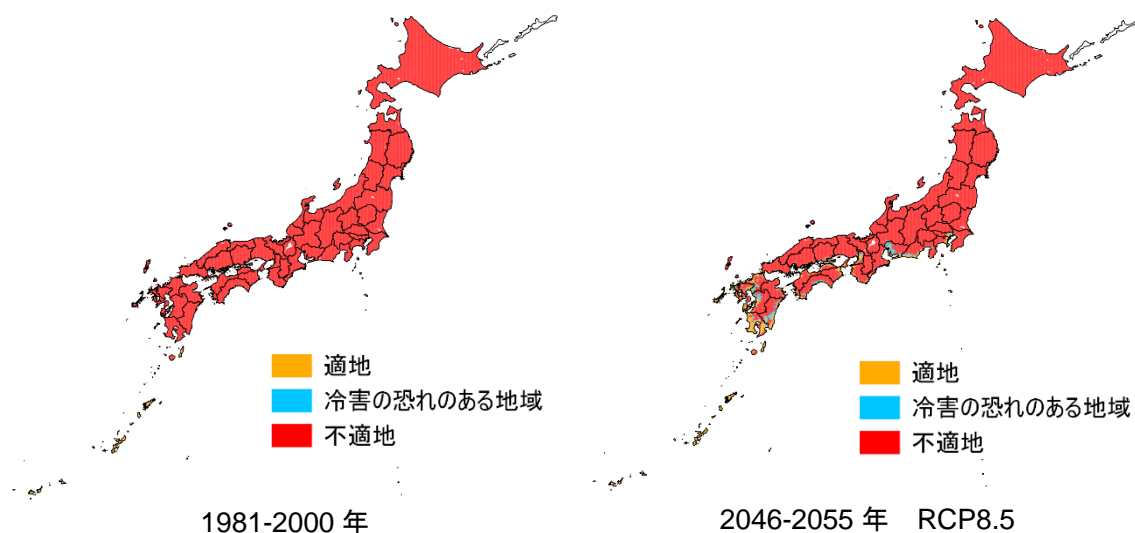 適地
冷害の恐れのある地域
不適地
1981-2000 年
適地
冷害の恐れのある地域
不適地
2046-2055 年　RCP8.5